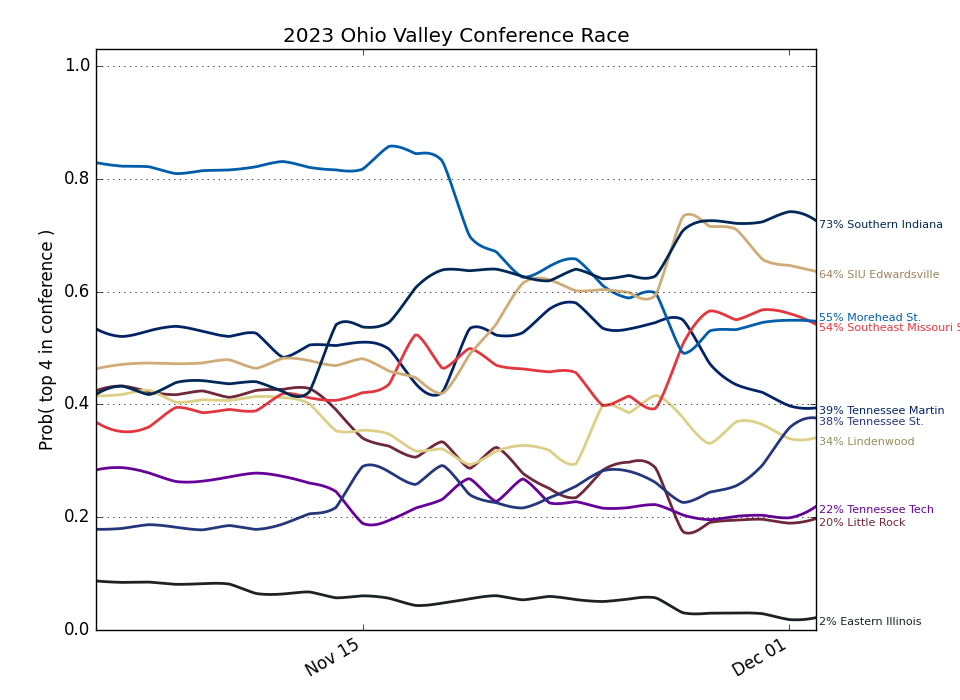 2023 Ohio Valley Conference Race
Prob( top 4 in conference )
1.0
0.8
0.6
0.4
0.2
0.0
Nov 15
Dec 01
73% Southern Indiana
64% SIU Edwardsville
55% Morehead St.
54% Southeast Missouri S
39% Tennessee Martin
38% Tennessee St.
34% Lindenwood
22% Tennessee Tech
20% Little Rock
2% Eastern Illinois